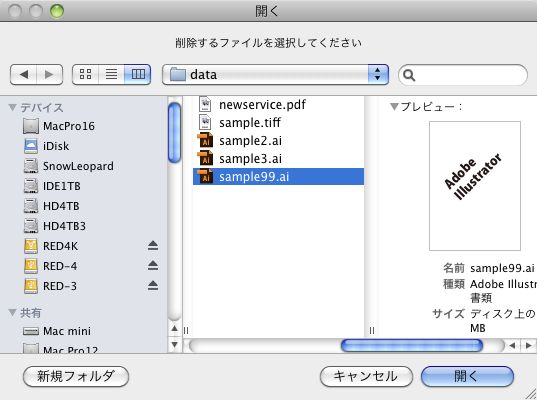 開く
削除するファイルを選択してください
data
デバイス
MacPro16
iDisk
SnowLeopard
IDE1TB
HD4TB
HD4TB3
RED4K
RED-4
RED-3
共有
Mac mini
Mac Pro12
newservice.pdf
sample.tiff
sample2.ai
sample3.ai
sample99.ai
プレビュー：
Adobe
Illustrator
名前 sample99.ai
種類 Adobe Illust
書類
サイズ ディスク上の
MB
新規フォルダ
キャンセル
開く